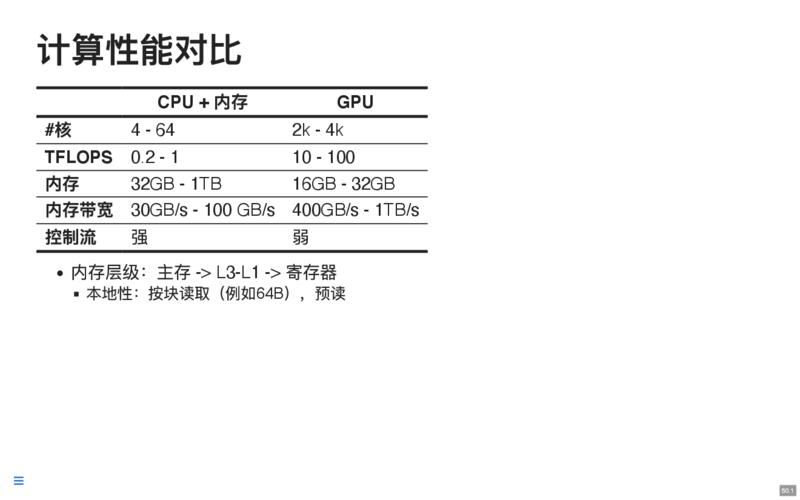 计算性能对比
CPU + 内存 GPU
#核 4 - 64 2k - 4k
TFLOPS 0.2 - 1 10 - 100
内存 32GB - 1TB 16GB - 32GB
内存带宽 30GB/s - 100 GB/s 400GB/s - 1TB/s
控制流 强 弱
• 内存层级：主存 -> L3-L1 -> 寄存器
▪ 本地性：按块读取（例如64B），预读
50.1